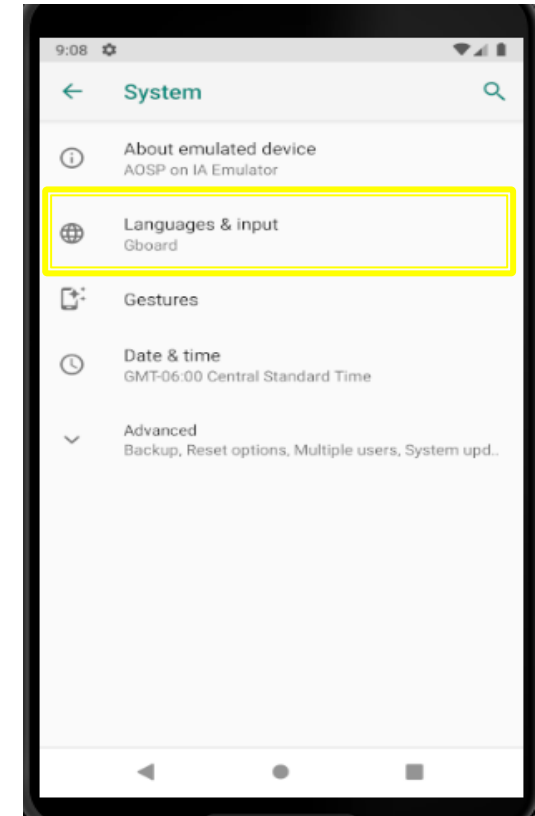 9:08
System
About emulated device
AOSP on IA Emulator
Languages & input
Gboard
Gestures
Date & time
GMT-06:00 Central Standard Time
Advanced
Backup, Reset options, Multiple users, System upd..